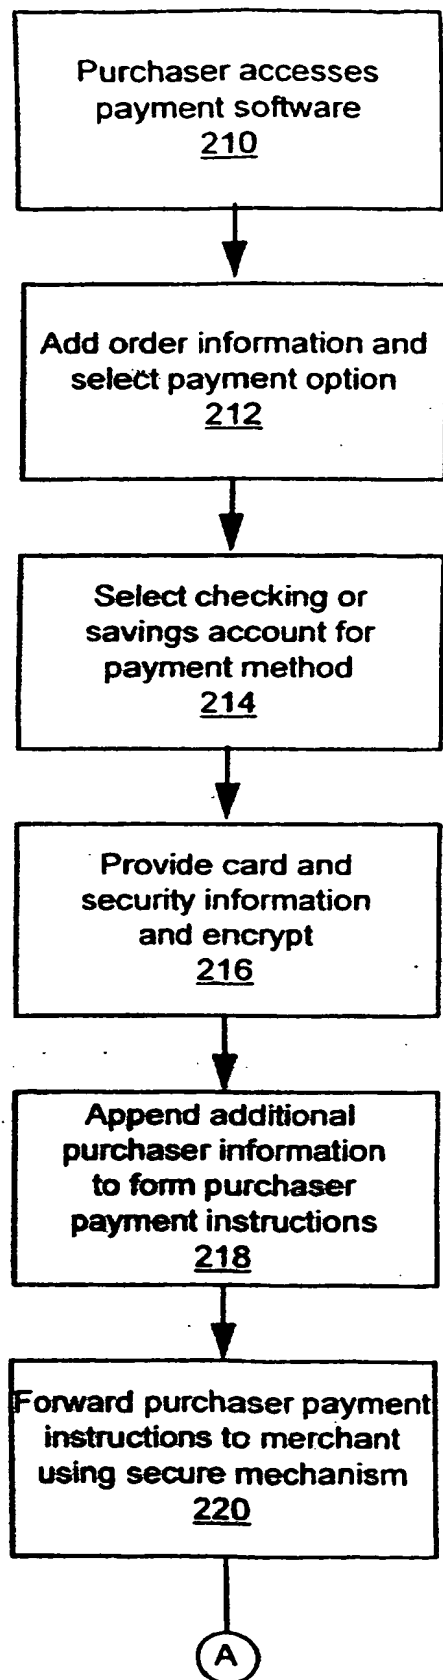 Purchaser accesses
payment software
210
Add order information and
select payment option
212
Select checking or
savings account for
payment method
214
Provide card and
security information
and encrypt
216
Append additional
purchaser information
to form purchaser
payment instructions
218
Forward purchaser payment
instructions to merchant
using secure mechanism
220
A